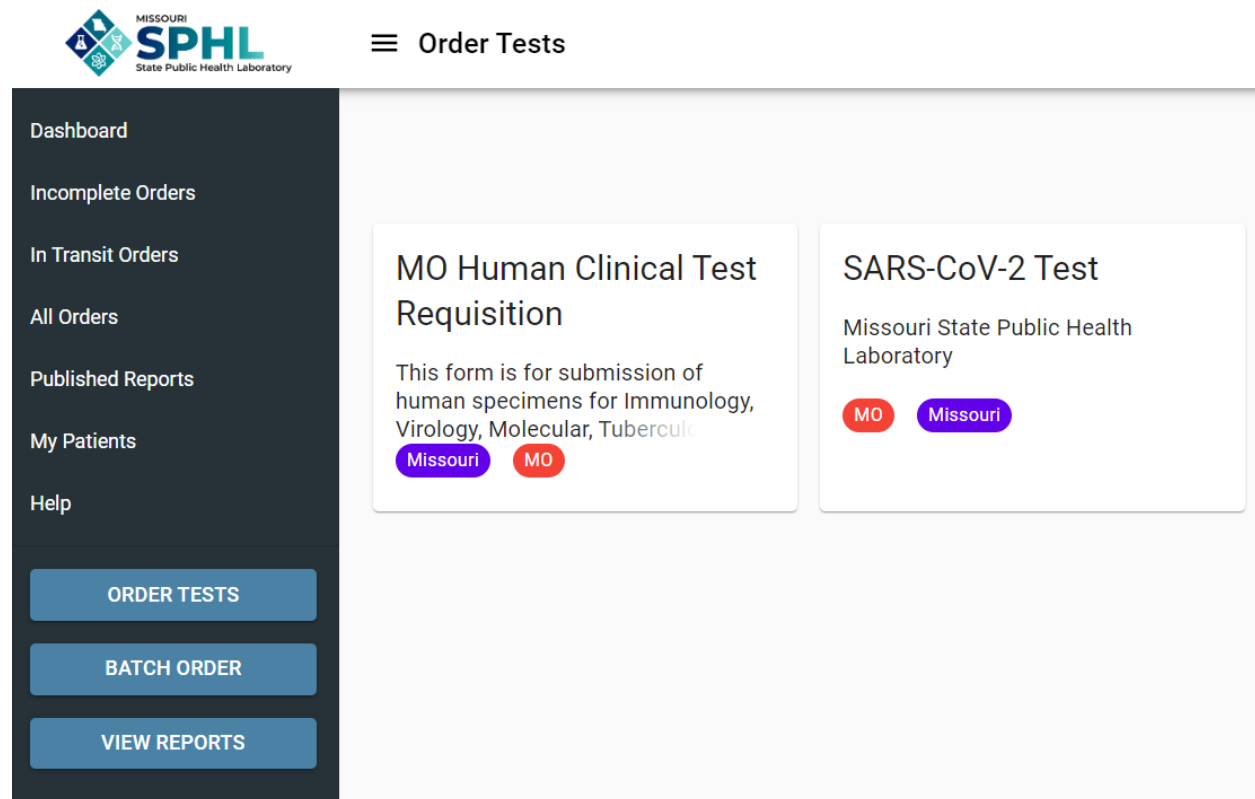 MISSOURI
SPHL
State Public Health Laboratory
Order Tests
Dashboard
Incomplete Orders
In Transit Orders
All Orders
Published Reports
My Patients
Help
ORDER TESTS
BATCH ORDER
VIEW REPORTS
MO Human Clinical Test
Requisition
This form is for submission of
human specimens for Immunology,
Virology, Molecular, Tuberculo
Missouri MO
SARS-CoV-2 Test
Missouri State Public Health
Laboratory
MO Missouri